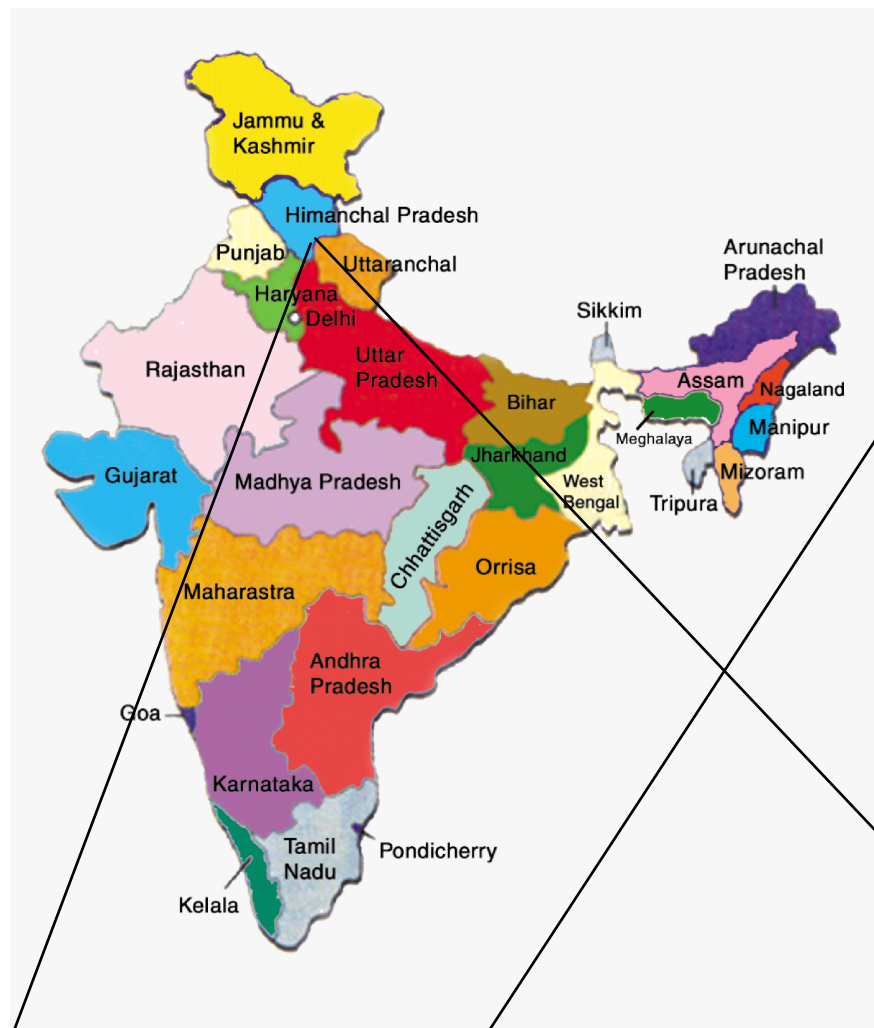 Jammu &
Kashmir
Himanchal Pradesh
Punjab
Uttaranchal
Arunachal
Pradesh
Haryana
Delhi
Sikkim
Uttar
Pradesh
Rajasthan
Assam
Nagaland
Bihar
Manipur
Meghalaya
Jharkhand
Gujarat
Madhya Pradesh
Mizoram
West
Bengal
Tripura
Chhattisgarh
Orrisa
Maharastra
Andhra
Pradesh
Goa
Karnataka
Tamil
Nadu
Pondicherry
Kelala